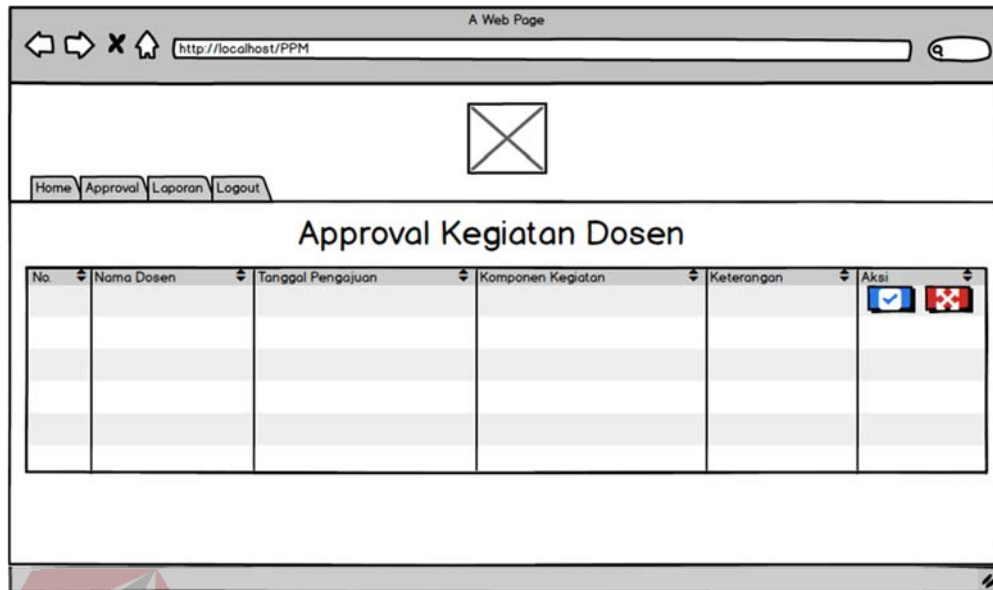 A Web Page
http://localhost/PPM
Home Approval Laporan Logout
Approval Kegiatan Dosen
No. Nama Dosen Tanggal Pengajuan Komponen Kegiatan Keterangan Aksi